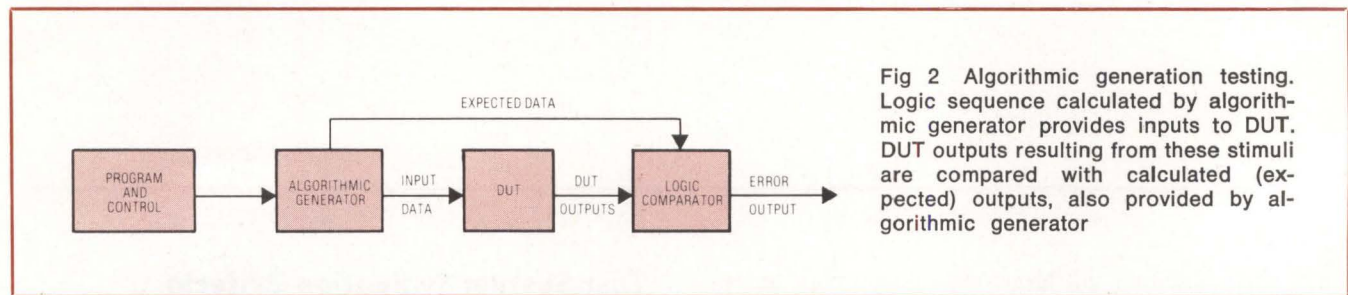 EXPECTED DATA
PROGRAM
AND
CONTROL
ALGORITHMIC
GENERATOR
INPUT
DATA
DUT
DUT
OUTPUTS
LOGIC
COMPARATOR
ERROR
OUTPUT
Fig 2 Algorithmic generation testing.
Logic sequence calculated by algorith-
mic generator provides inputs to DUT.
DUT outputs resulting from these stimuli
are compared with calculated (ex-
pected) outputs, also provided by al-
gorithmic generator